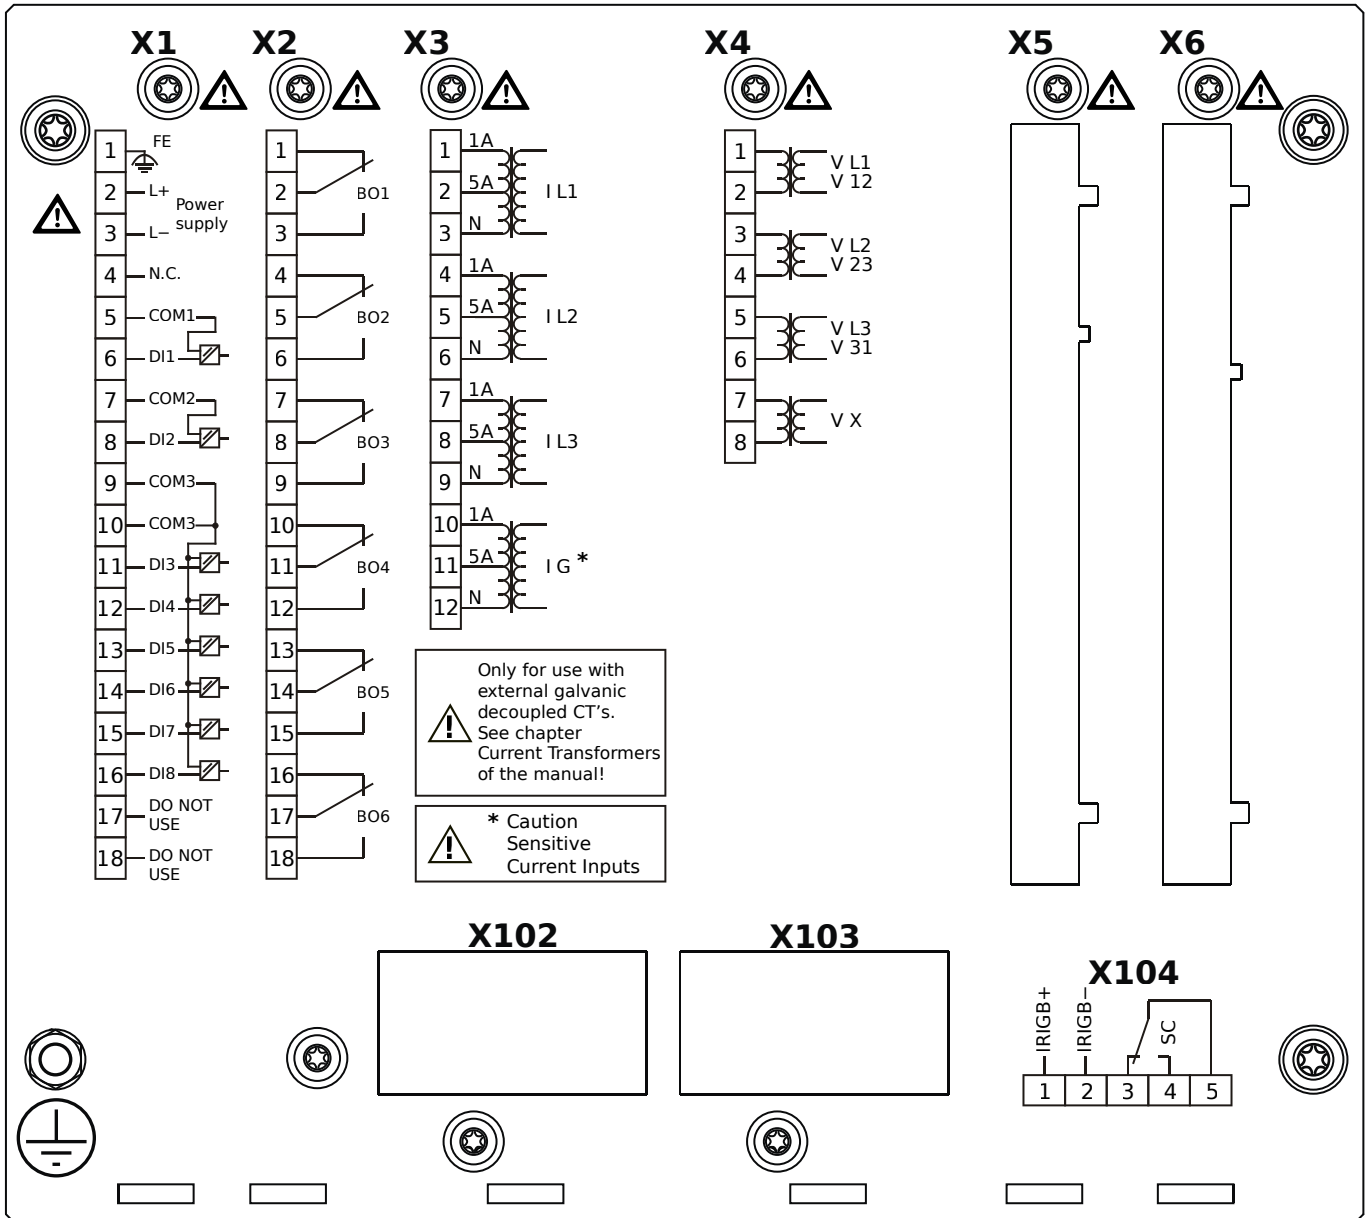 X1
X2
X3
X4
X5
X6
1 FE
2 L+ Power
supply
3 L−
4 N.C.
5 COM1
6 DI1
7 COM2
8 DI2
9 COM3
10 COM3
11 DI3
12 DI4
13 DI5
14 DI6
15 DI7
16 DI8
17 DO NOT
USE
18 DO NOT
USE
1
2 BO1
3
4
5 BO2
6
7
8 BO3
9
10
11 BO4
12
13
14 BO5
15
16
17 BO6
18
1 1A
2 5A I L1
3 N
4 1A
5 5A I L2
6 N
7 1A
8 5A I L3
9 N
10 1A
11 5A I G *
12 N
Only for use with
external galvanic
decoupled CT's.
See chapter
Current Transformers
of the manual!
* Caution
Sensitive
Current Inputs
1 V L1
2 V 12
3 V L2
4 V 23
5 V L3
6 V 31
7 V X
8
X102
X103
X104
IRIGB+
IRIGB−
SC
1 2 3 4 5